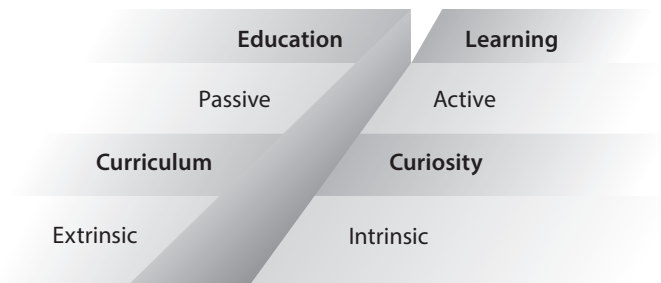 Education Learning
Passive Active
Curriculum Curiosity
Extrinsic Intrinsic